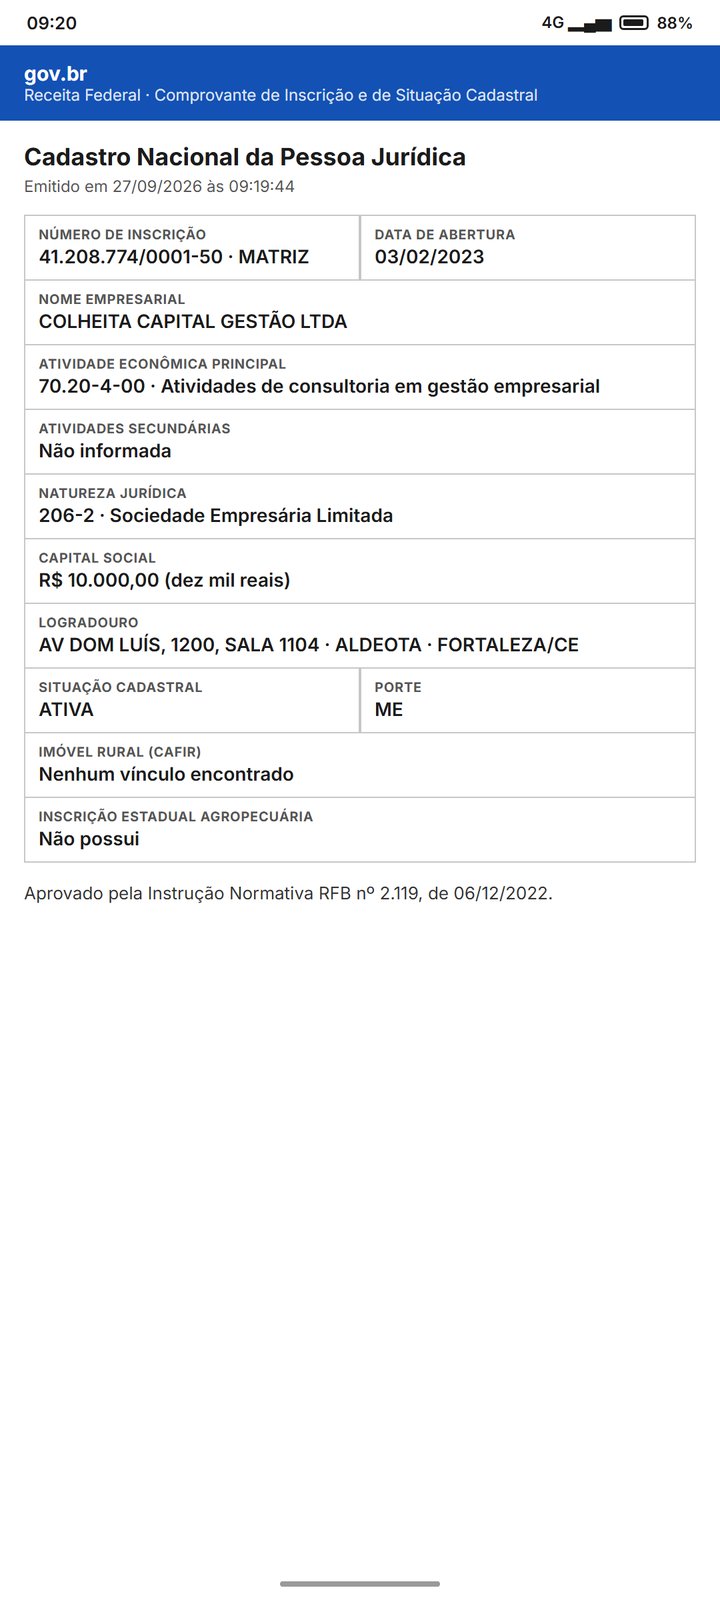 09:20
4G 88%
gov.br
Receita Federal · Comprovante de Inscrição e de Situação Cadastral
Cadastro Nacional da Pessoa Jurídica
Emitido em 27/09/2026 às 09:19:44
NÚMERO DE INSCRIÇÃO
41.208.774/0001-50 · MATRIZ
DATA DE ABERTURA
03/02/2023
NOME EMPRESARIAL
COLHEITA CAPITAL GESTÃO LTDA
ATIVIDADE ECONÔMICA PRINCIPAL
70.20-4-00 · Atividades de consultoria em gestão empresarial
ATIVIDADES SECUNDÁRIAS
Não informada
NATUREZA JURÍDICA
206-2 · Sociedade Empresária Limitada
CAPITAL SOCIAL
R$ 10.000,00 (dez mil reais)
LOGRADOURO
AV DOM LUÍS, 1200, SALA 1104 · ALDEOTA · FORTALEZA/CE
SITUAÇÃO CADASTRAL
ATIVA
PORTE
ME
IMÓVEL RURAL (CAFIR)
Nenhum vínculo encontrado
INSCRIÇÃO ESTADUAL AGROPECUÁRIA
Não possui
Aprovado pela Instrução Normativa RFB nº 2.119, de 06/12/2022.